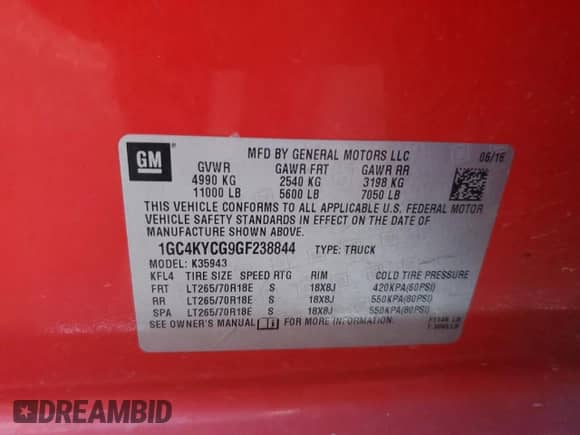 GM
MFD BY GENERAL MOTORS LLC 06/16
GVWR GAWR FRT GAWR RR
4990 KG 2540 KG 3198 KG
11000 LB 5600 LB 7050 LB
THIS VEHICLE CONFORMS TO ALL APPLICABLE U.S. FEDERAL MOTOR
VEHICLE SAFETY STANDARDS IN EFFECT ON THE DATE OF
MANUFACTURE SHOWN ABOVE.
1GC4KYCG9GF238844 TYPE: TRUCK
MODEL: K35943
KFL4 TIRE SIZE SPEED RTG RIM COLD TIRE PRESSURE
FRT LT265/70R18E S 18X8J 420KPA(60PSI)
RR LT265/70R18E S 18X8J 550KPA(80PSI)
SPA LT265/70R18E S 18X8J 550KPA(80PSI)
SEE OWNER'S MANUAL FOR MORE INFORMATION.
DREAMBID